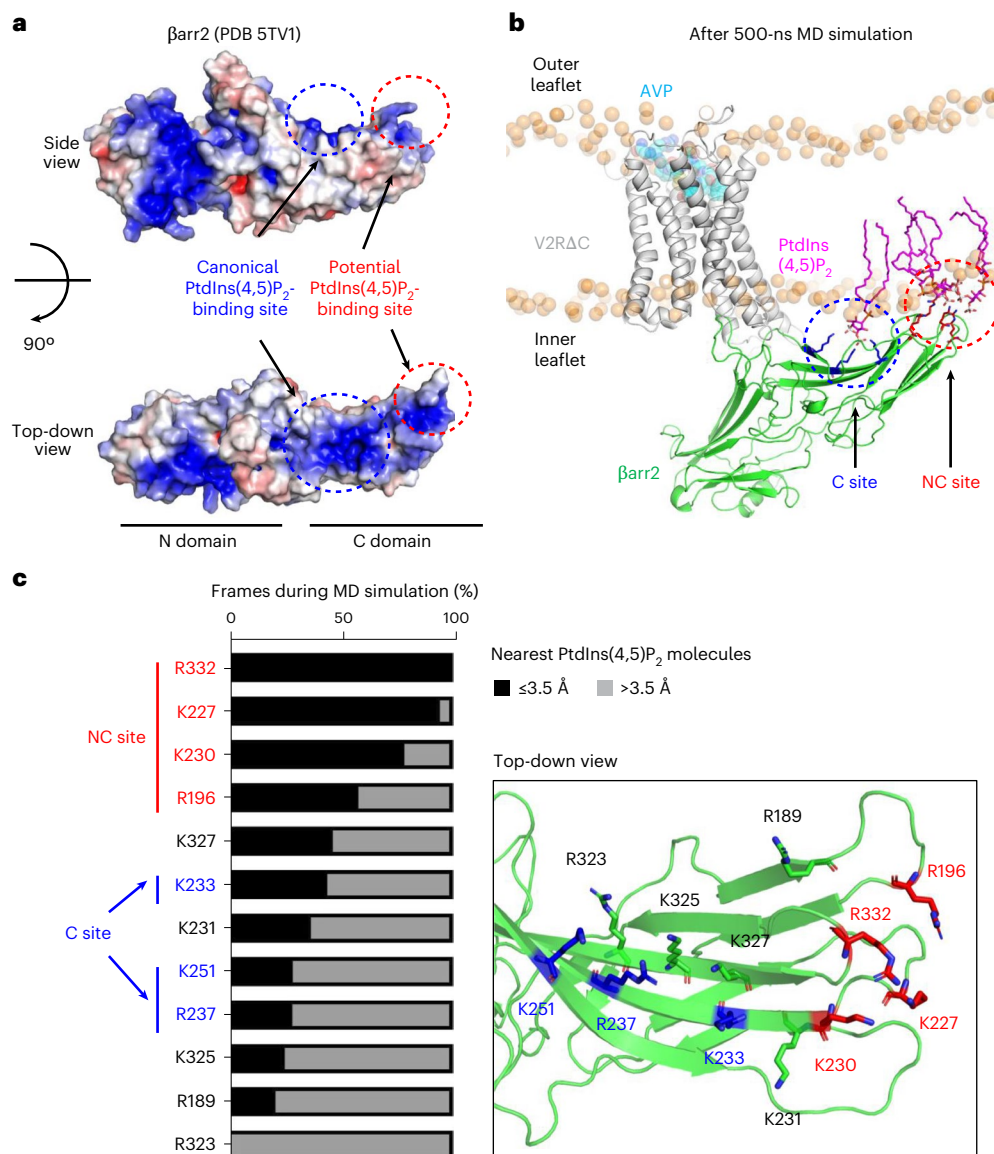 a
βarr2 (PDB 5TV1)
Side
view
90º
Canonical
PtdIns(4,5)P2-
binding site
Potential
PtdIns(4,5)P2-
binding site
Top-down
view
N domain
C domain
b
After 500-ns MD simulation
Outer
leaflet
AVP
V2RΔC
PtdIns
(4,5)P2
Inner
leaflet
βarr2
C site
NC site
c
Frames during MD simulation (%)
0 50 100
NC site
R332
K227
K230
R196
K327
C site
K233
K231
K251
R237
K325
R189
R323
Nearest PtdIns(4,5)P2 molecules
≤3.5 Å >3.5 Å
Top-down view
R189
R323
R196
K325
R332
K327
K251
R237
K227
K233
K230
K231